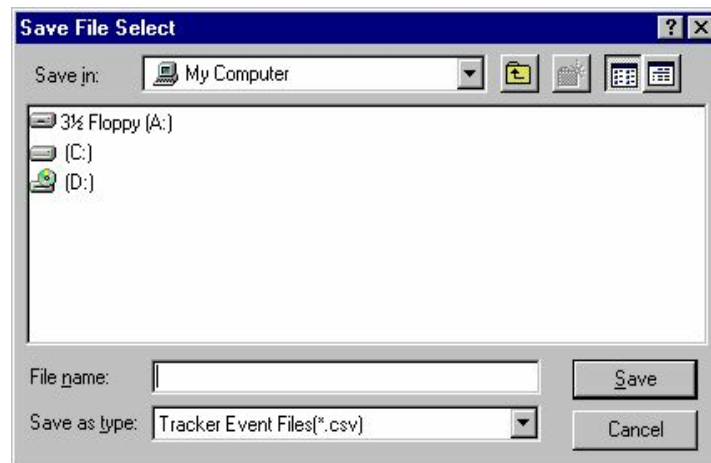 Save File Select
Save in: My Computer
3½ Floppy (A:)
(C:)
(D:)
File name: Save
Save as type: Tracker Event Files(*.csv) Cancel